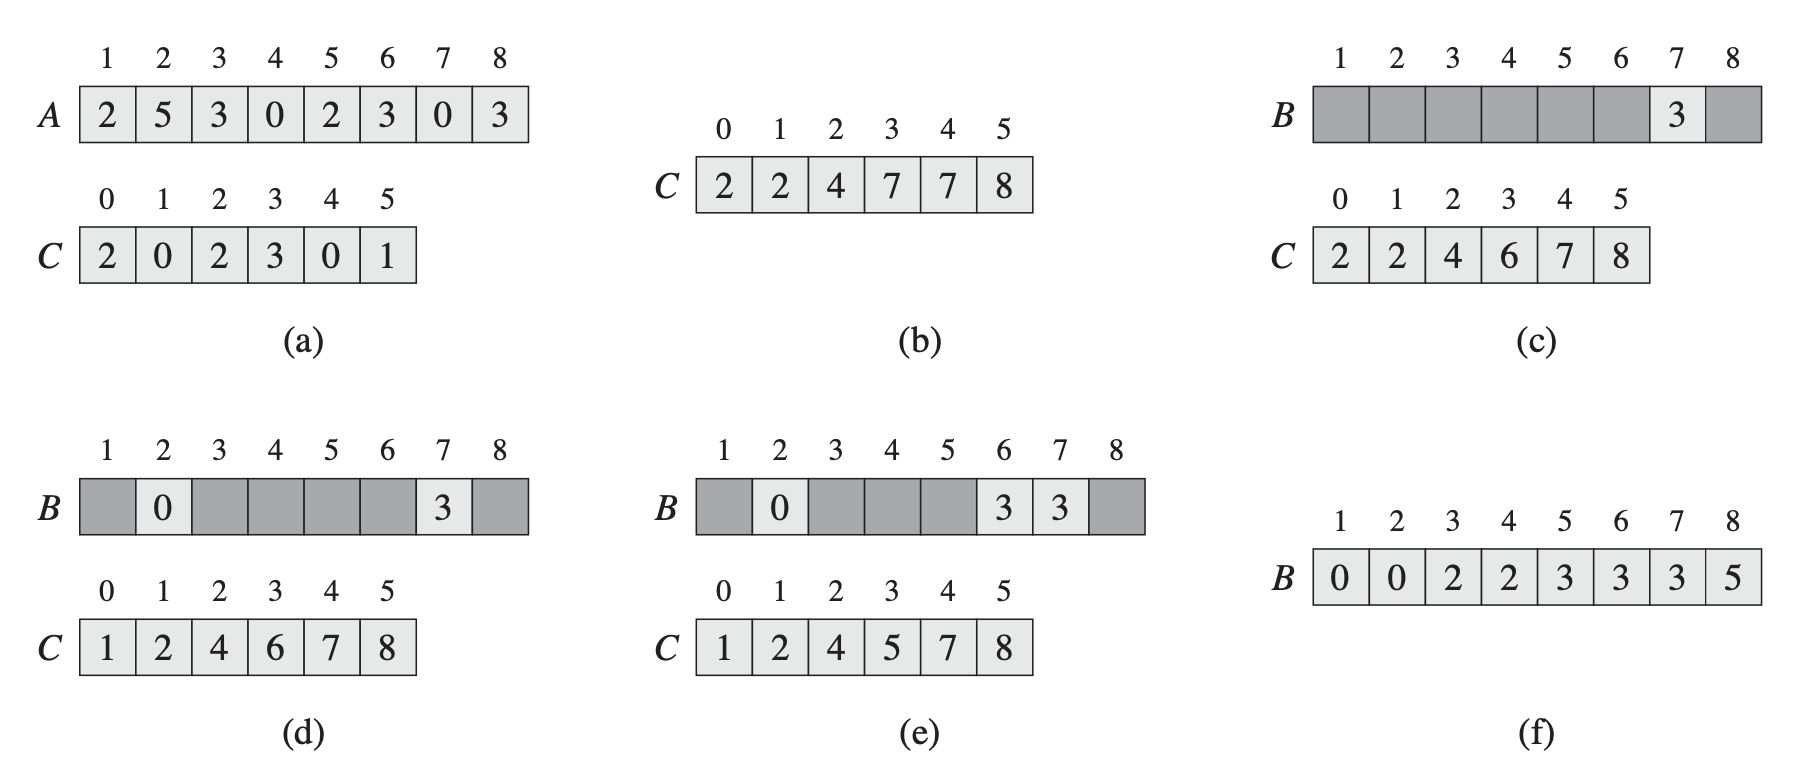 1 2 3 4 5 6 7 8
A 2 5 3 0 2 3 0 3
0 1 2 3 4 5
C 2 0 2 3 0 1
(a)
0 1 2 3 4 5
C 2 2 4 7 7 8
(b)
1 2 3 4 5 6 7 8
B 3
0 1 2 3 4 5
C 2 2 4 6 7 8
(c)
1 2 3 4 5 6 7 8
B 0 3
0 1 2 3 4 5
C 1 2 4 6 7 8
(d)
1 2 3 4 5 6 7 8
B 0 3 3
0 1 2 3 4 5
C 1 2 4 5 7 8
(e)
1 2 3 4 5 6 7 8
B 0 0 2 2 3 3 3 5
(f)